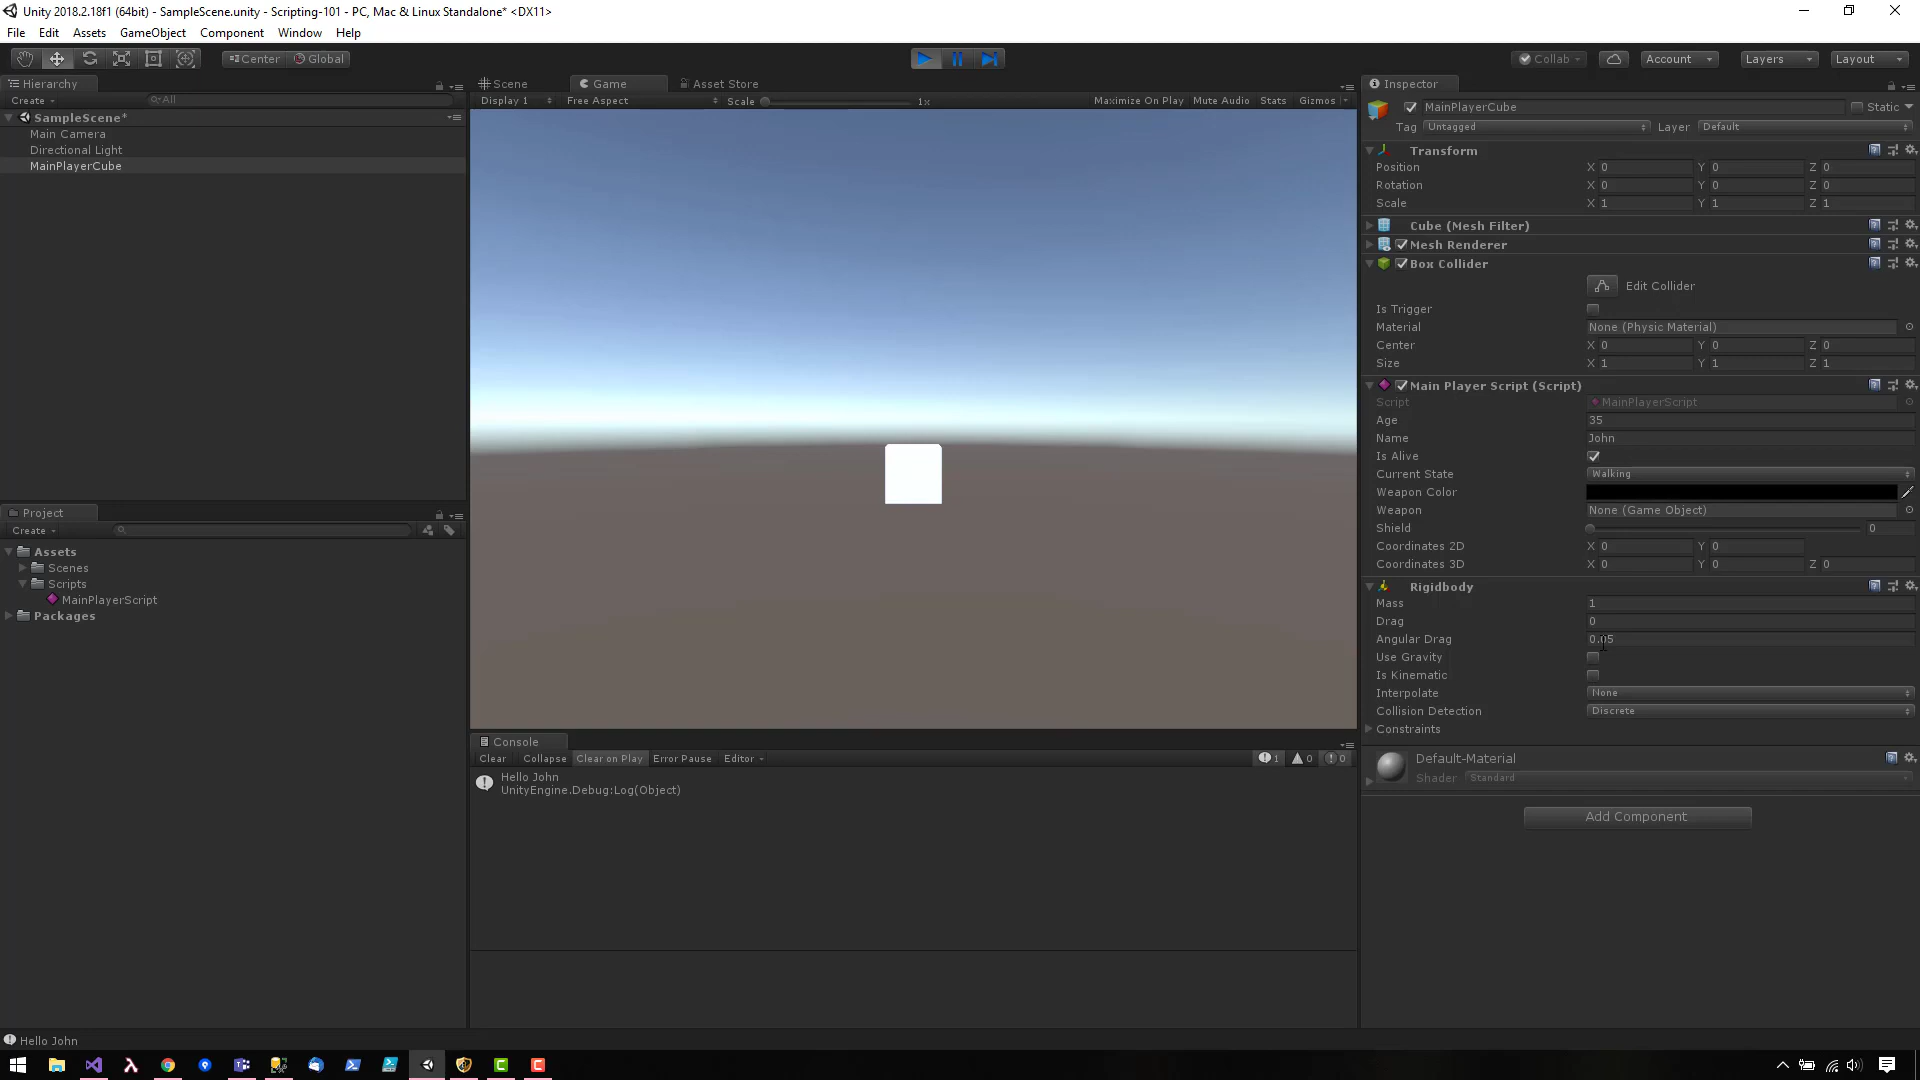 Unity 2018.2.18f1 (64bit) - SampleScene.unity - Scripting-101 - PC, Mac & Linux Standalone* <DX11>
File Edit Assets GameObject Component Window Help
Center Global
Collab Account Layers Layout
Hierarchy
Create All
SampleScene*
Main Camera
Directional Light
MainPlayerCube
Project
Create
Assets
Scenes
Scripts
MainPlayerScript
Packages
Scene Game Asset Store
Display 1 Free Aspect Scale 1x Maximize On Play Mute Audio Stats Gizmos
Console
Clear Collapse Clear on Play Error Pause Editor 1 0 0
Hello John
UnityEngine.Debug:Log(Object)
Inspector
MainPlayerCube Static
Tag Untagged Layer Default
Transform
Position X 0 Y 0 Z 0
Rotation X 0 Y 0 Z 0
Scale X 1 Y 1 Z 1
Cube (Mesh Filter)
Mesh Renderer
Box Collider
Edit Collider
Is Trigger
Material None (Physic Material)
Center X 0 Y 0 Z 0
Size X 1 Y 1 Z 1
Main Player Script (Script)
Script MainPlayerScript
Age 35
Name John
Is Alive
Current State Walking
Weapon Color
Weapon None (Game Object)
Shield 0
Coordinates 2D X 0 Y 0
Coordinates 3D X 0 Y 0 Z 0
Rigidbody
Mass 1
Drag 0
Angular Drag 0.05
Use Gravity
Is Kinematic
Interpolate None
Collision Detection Discrete
Constraints
Default-Material
Shader Standard
Add Component
Hello John